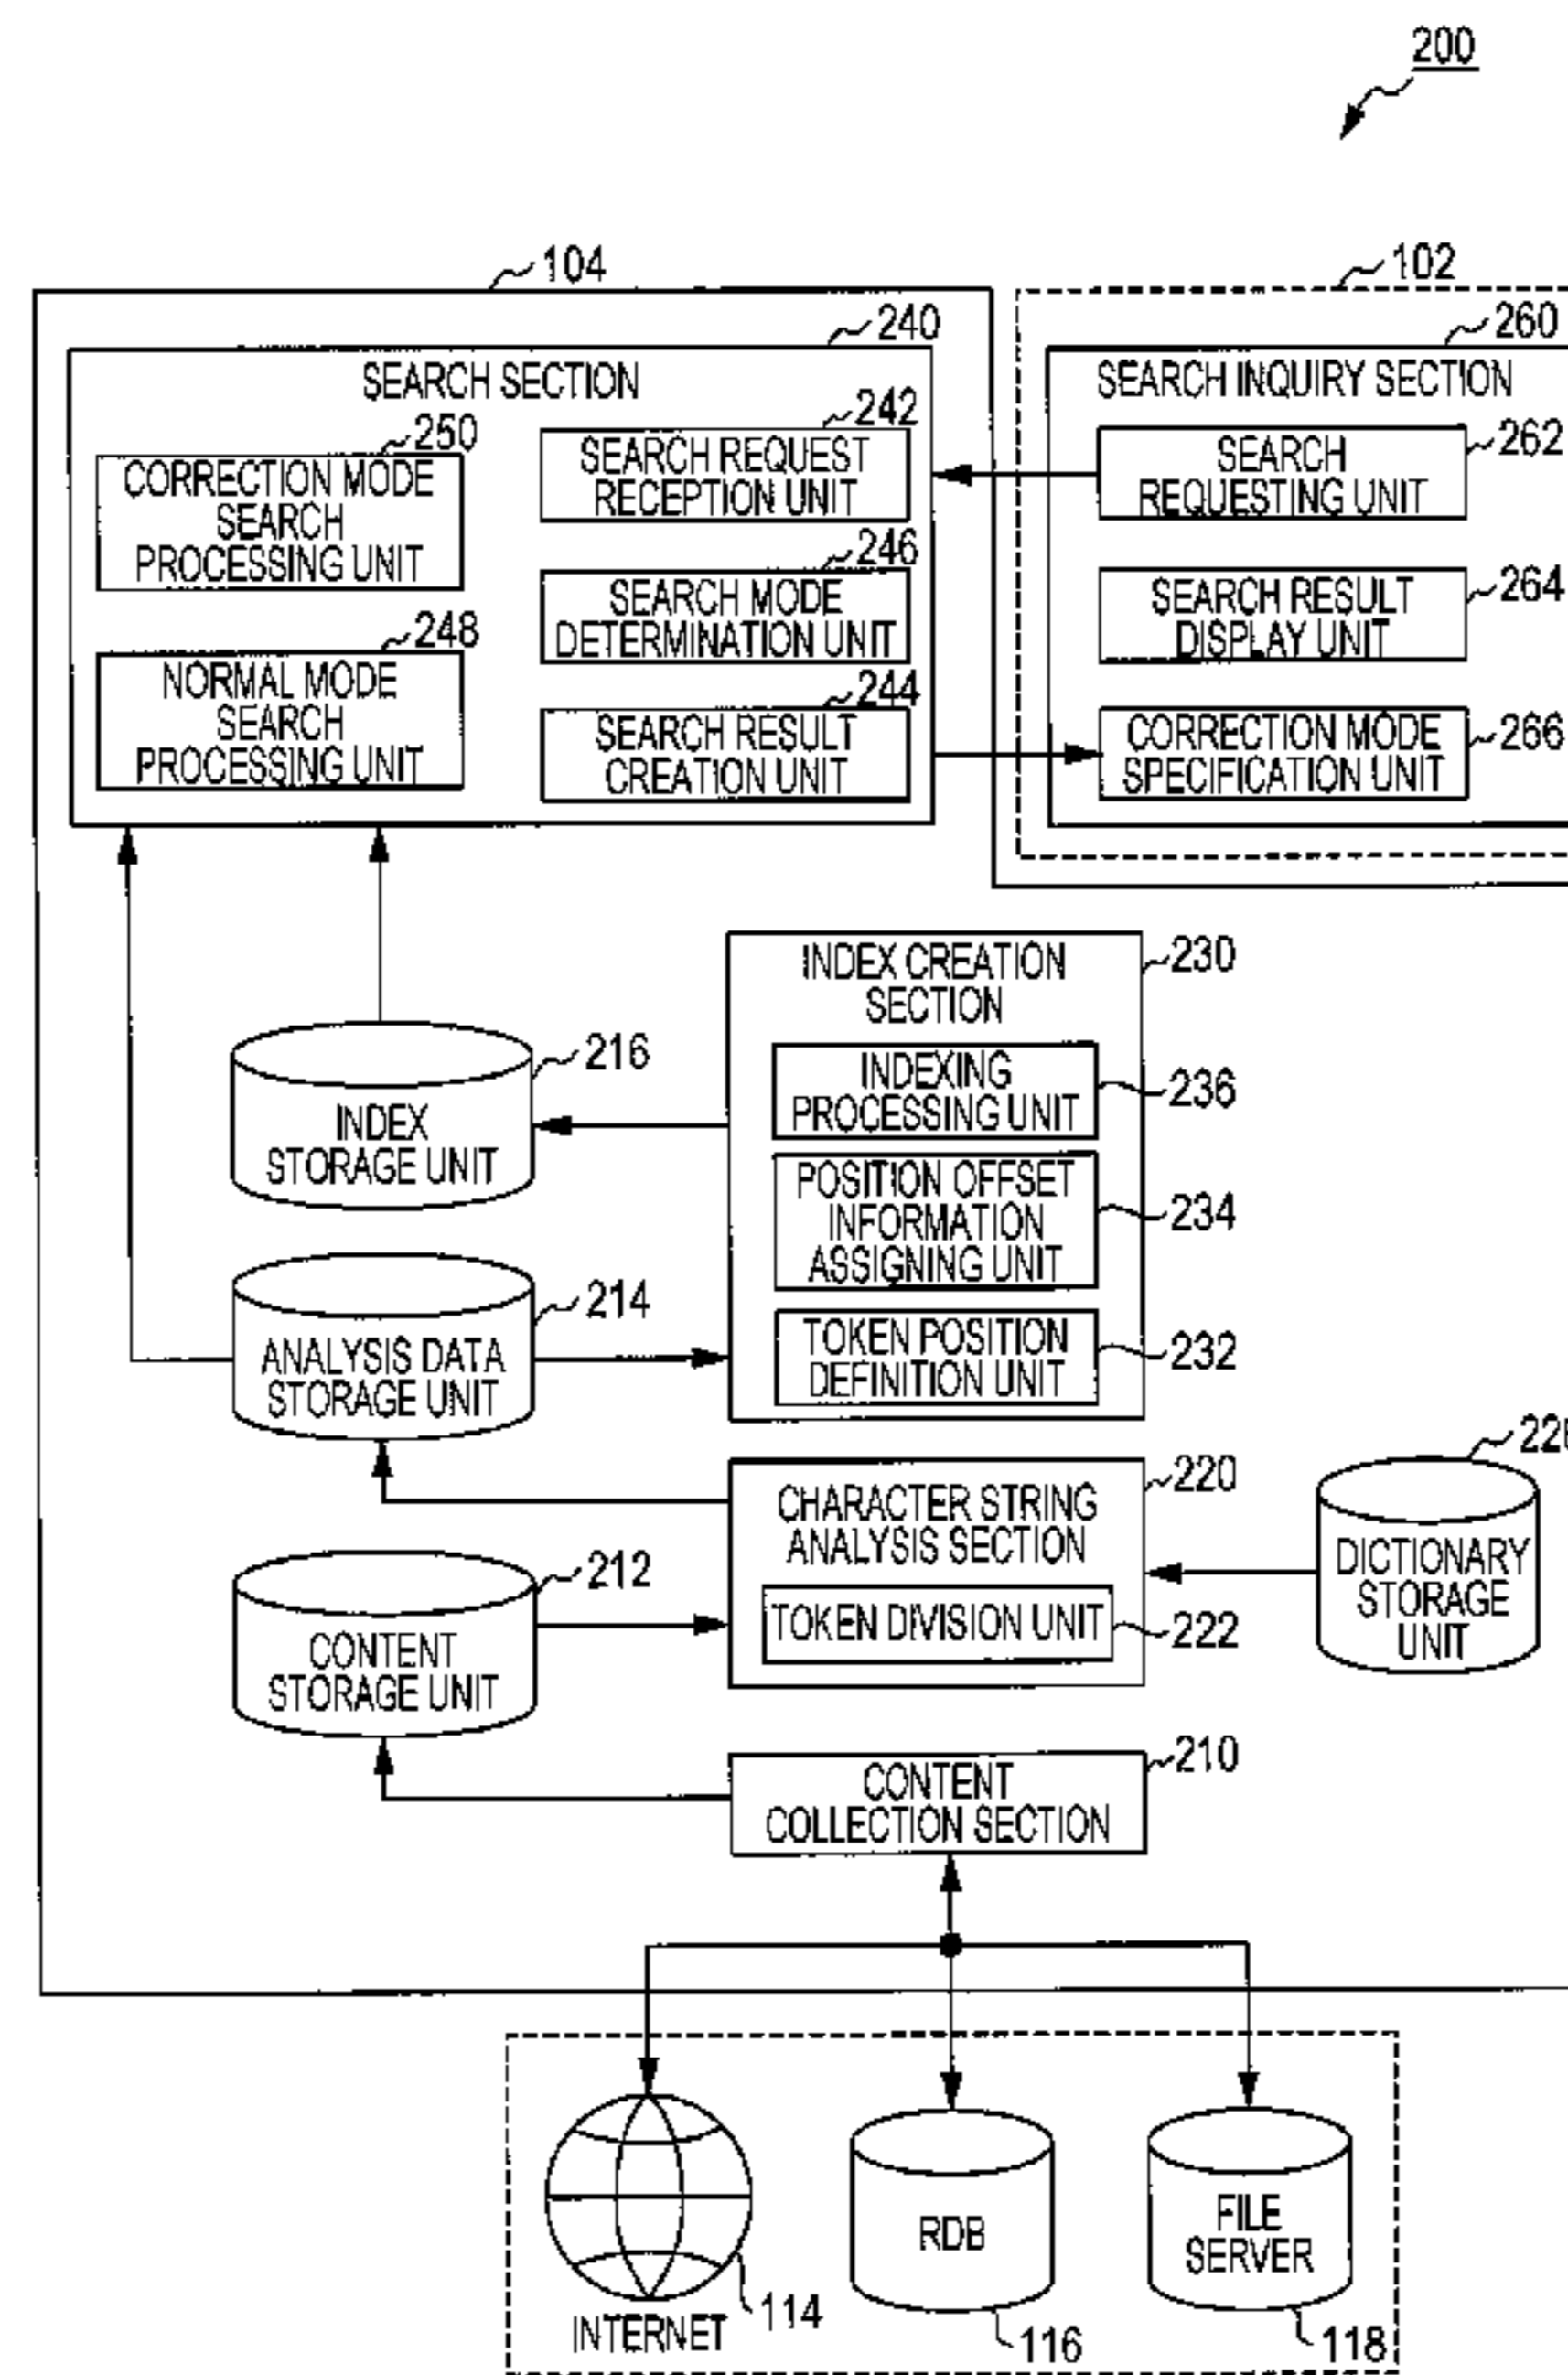 200
104
102
240
260
SEARCH SECTION
SEARCH INQUIRY SECTION
250
242
262
CORRECTION MODE
SEARCH
PROCESSING UNIT
SEARCH REQUEST
RECEPTION UNIT
SEARCH
REQUESTING UNIT
246
264
SEARCH MODE
DETERMINATION UNIT
SEARCH RESULT
DISPLAY UNIT
248
244
266
NORMAL MODE
SEARCH
PROCESSING UNIT
SEARCH RESULT
CREATION UNIT
CORRECTION MODE
SPECIFICATION UNIT
230
INDEX CREATION
SECTION
216
INDEX
STORAGE UNIT
236
INDEXING
PROCESSING UNIT
234
POSITION OFFSET
INFORMATION
ASSIGNING UNIT
214
ANALYSIS DATA
STORAGE UNIT
232
TOKEN POSITION
DEFINITION UNIT
220
CHARACTER STRING
ANALYSIS SECTION
DICTIONARY
STORAGE
UNIT
212
CONTENT
STORAGE UNIT
TOKEN DIVISION UNIT
222
210
CONTENT
COLLECTION SECTION
INTERNET
114
RDB
116
FILE
SERVER
118